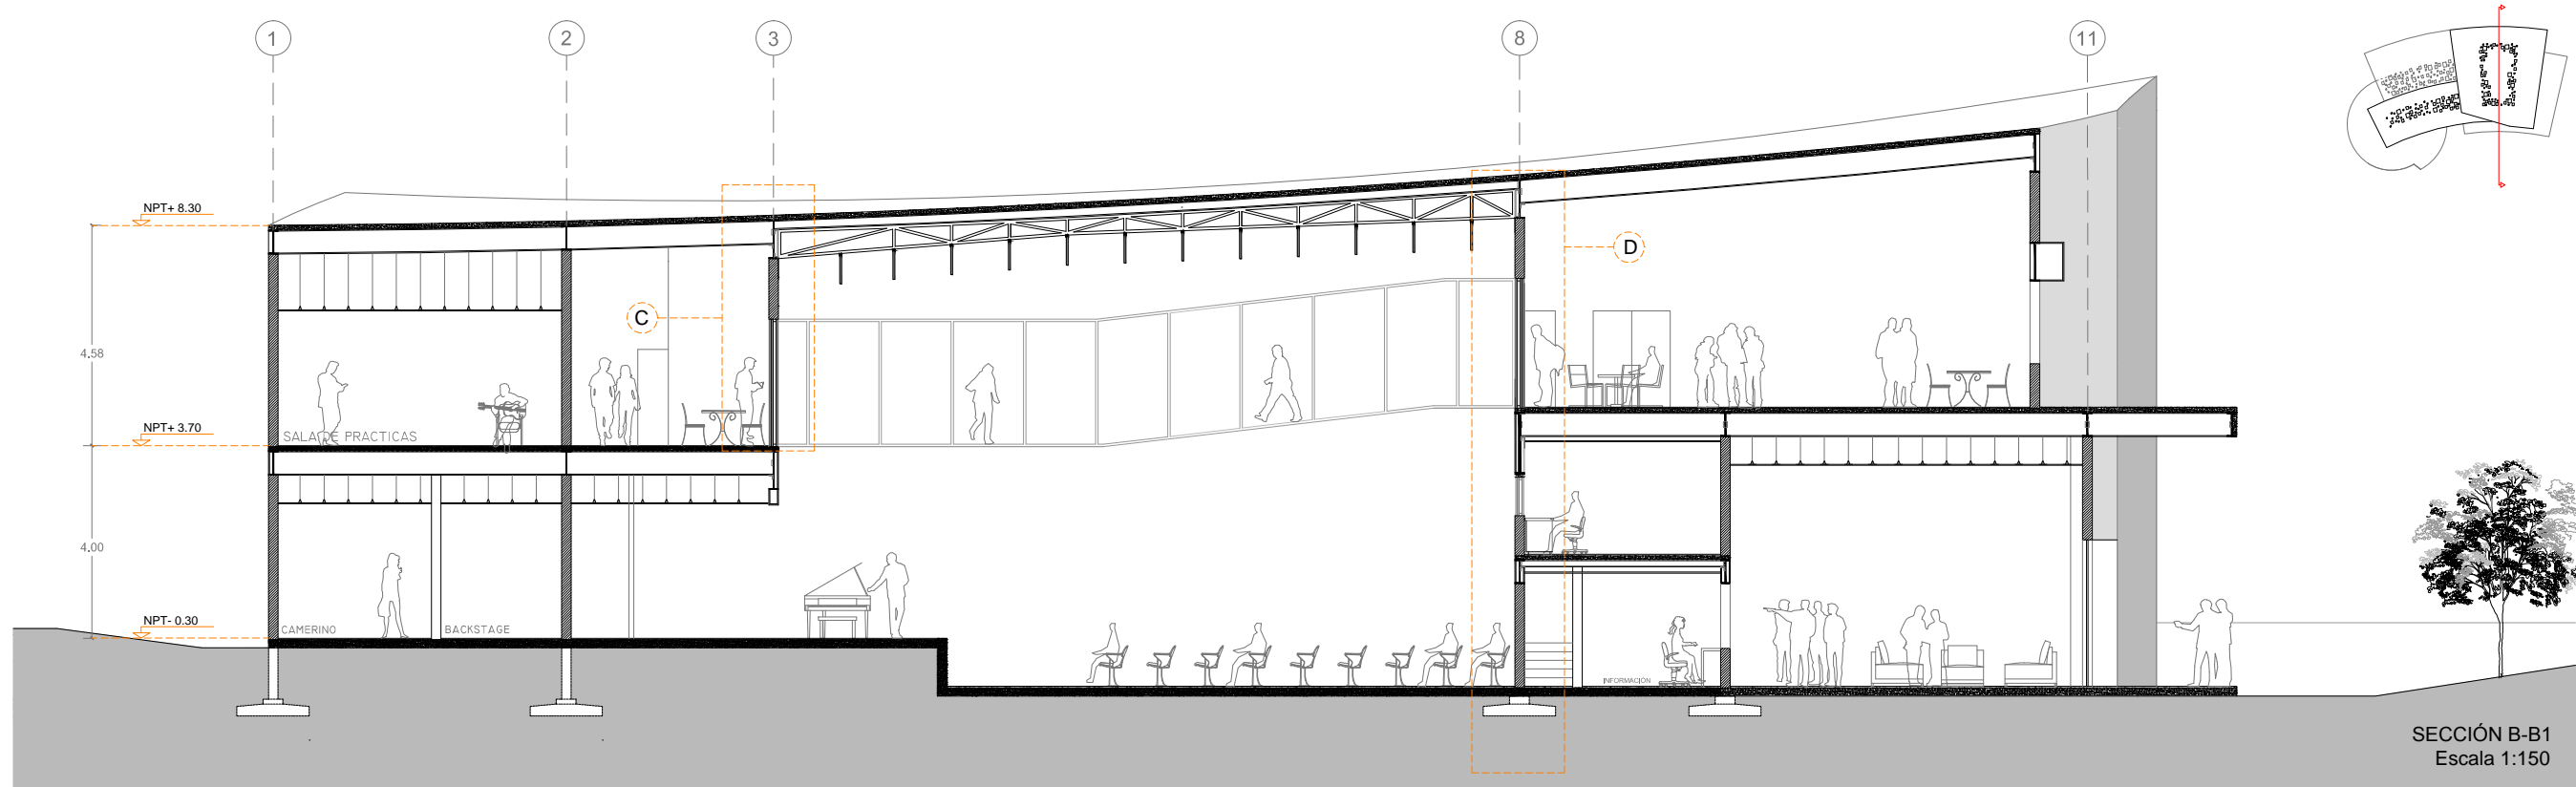 1
2
3
8
11
NPT+ 8.30
D
C
4.58
NPT+ 3.70
SALA DE PRACTICAS
4.00
NPT- 0.30
CAMERINO
BACKSTAGE
INFORMACIÓN
SECCIÓN B-B1
Escala 1:150